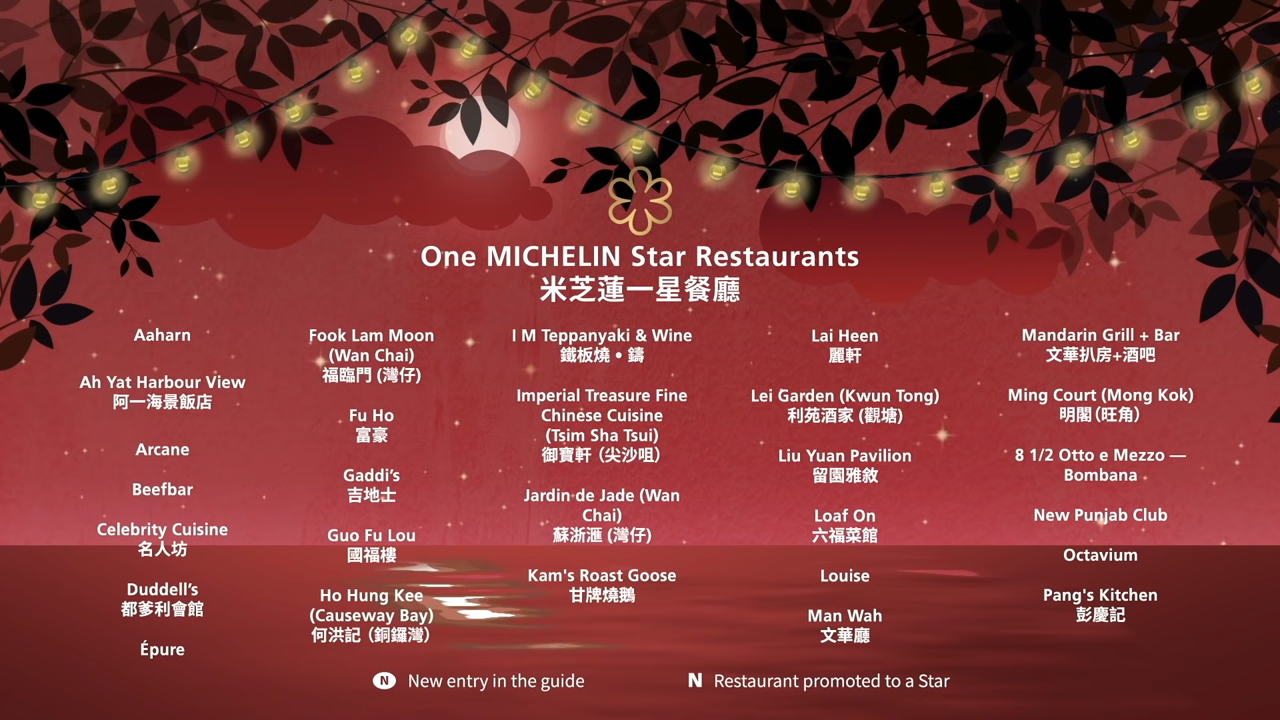 One MICHELIN Star Restaurants
米芝蓮一星餐廳
Aaharn
Ah Yat Harbour View
阿一海景飯店
Arcane
Beefbar
Celebrity Cuisine
名人坊
Duddell’s
都爹利會館
Épure
Fook Lam Moon
(Wan Chai)
福臨門 (灣仔)
Fu Ho
富豪
Gaddi’s
吉地士
Guo Fu Lou
國福樓
Ho Hung Kee
(Causeway Bay)
何洪記（銅鑼灣）
I M Teppanyaki & Wine
鐵板燒 • 鑄
Imperial Treasure Fine
Chinese Cuisine
(Tsim Sha Tsui)
御寶軒（尖沙咀）
Jardin de Jade (Wan
Chai)
蘇浙滙 (灣仔)
Kam's Roast Goose
甘牌燒鵝
Lai Heen
麗軒
Lei Garden (Kwun Tong)
利苑酒家 (觀塘)
Liu Yuan Pavilion
留園雅敘
Loaf On
六福菜館
Louise
Man Wah
文華廳
Mandarin Grill + Bar
文華扒房+酒吧
Ming Court (Mong Kok)
明閣（旺角）
8 1/2 Otto e Mezzo —
Bombana
New Punjab Club
Octavium
Pang's Kitchen
彭慶記
N New entry in the guide
N Restaurant promoted to a Star